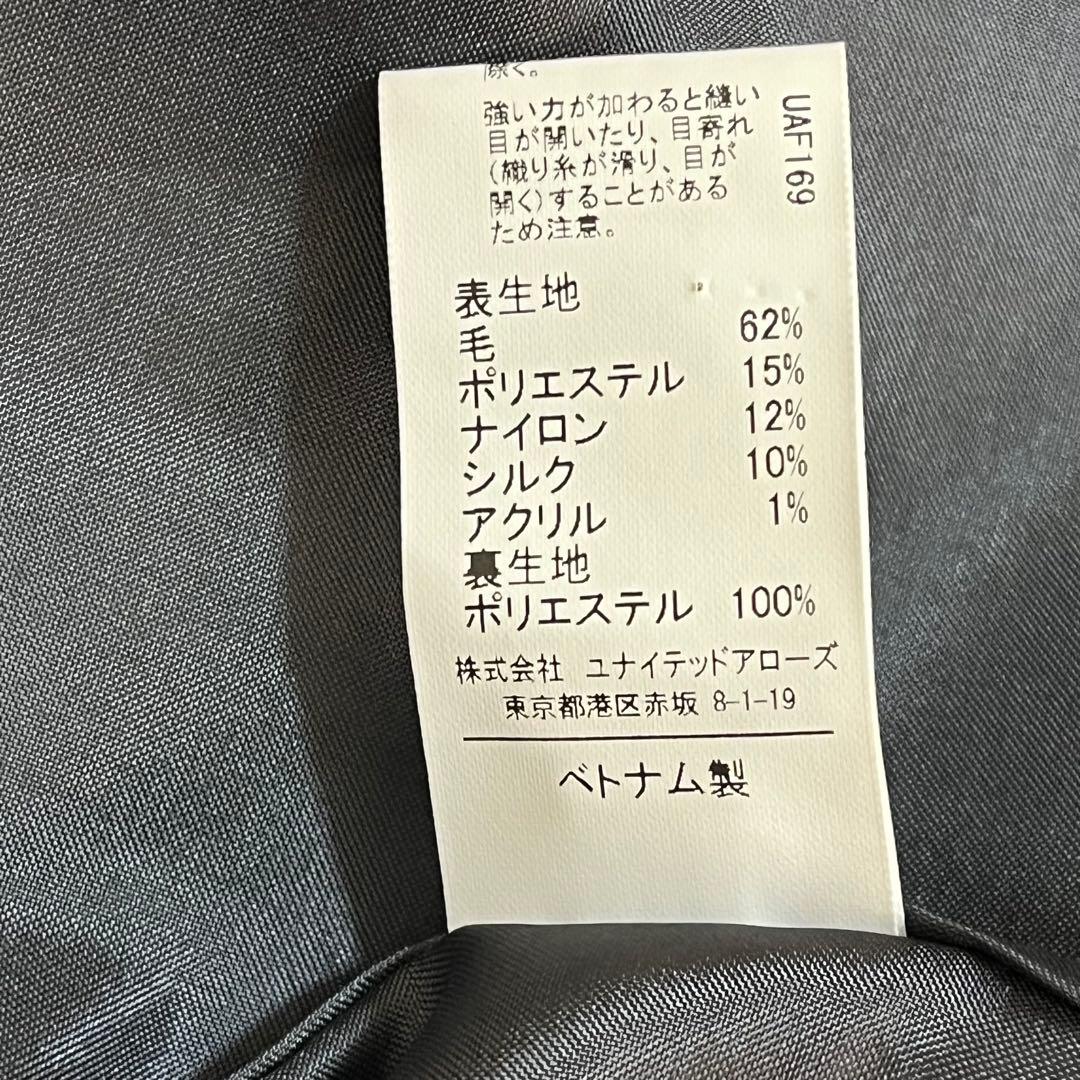 除く。
強い力が加わると縫い
目が開いたり、目寄れ
(織り糸が滑り、目が
開く)することがある
ため注意。
UAF169
表生地
毛 62%
ポリエステル 15%
ナイロン 12%
シルク 10%
アクリル 1%
裏生地
ポリエステル 100%
株式会社 ユナイテッドアローズ
東京都港区赤坂 8-1-19
ベトナム製